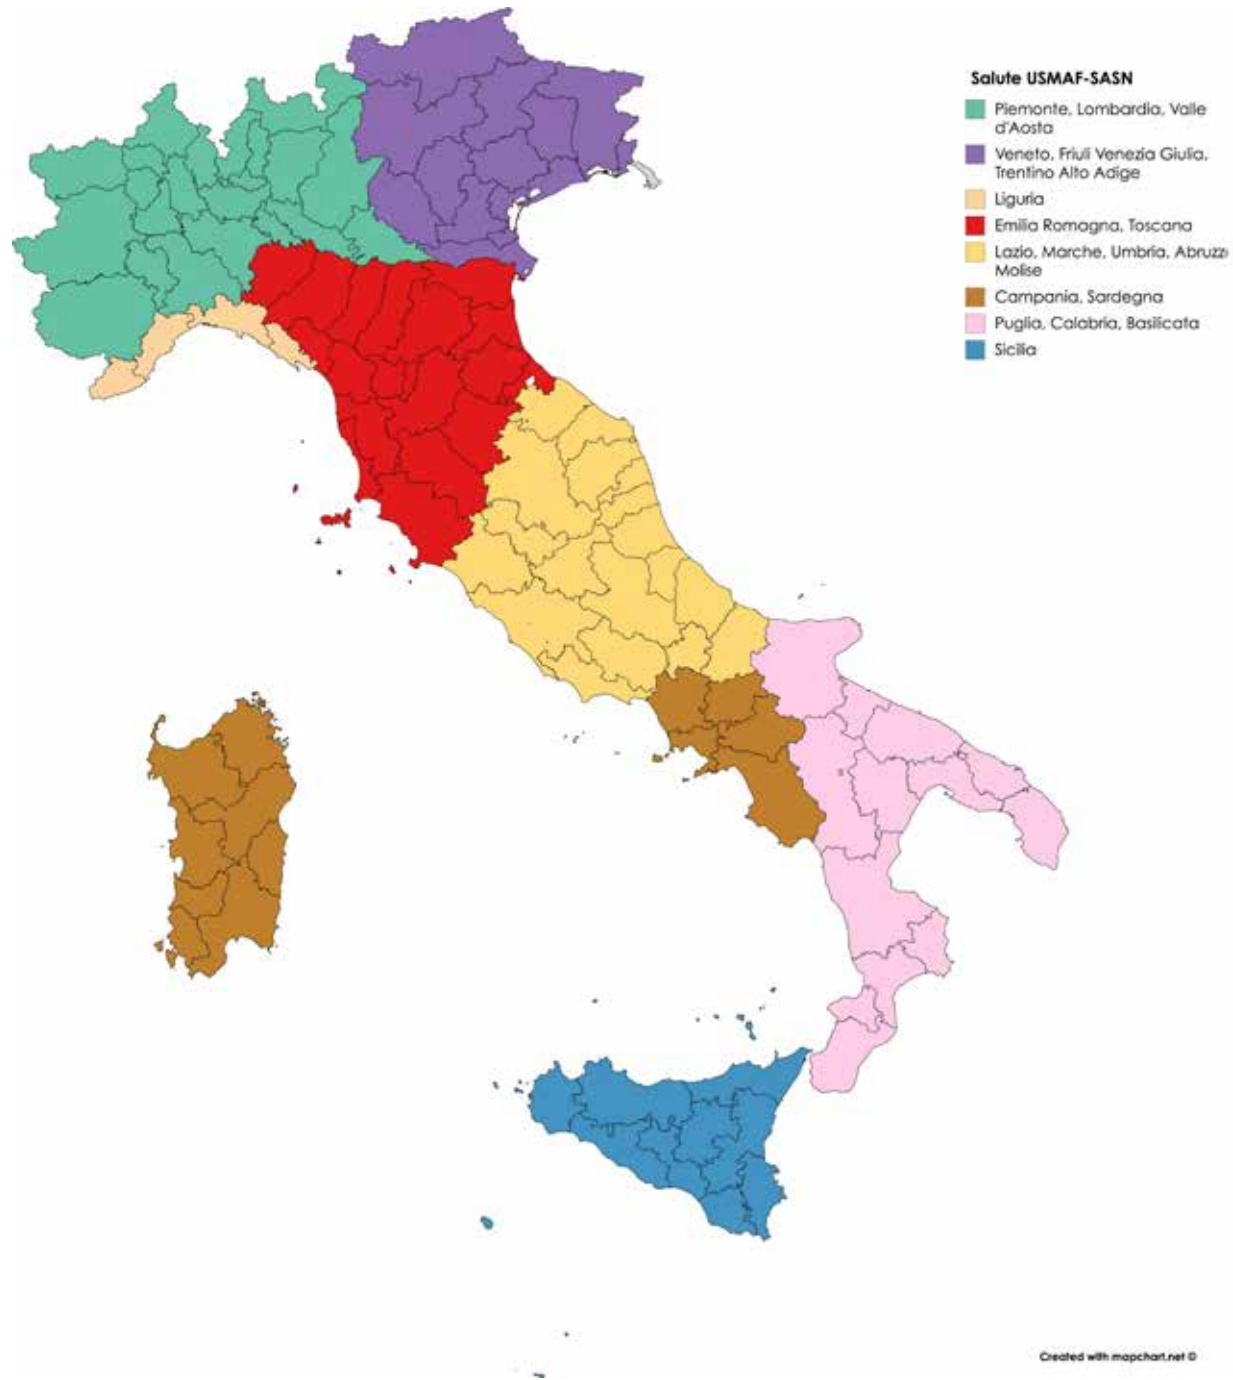 Salute USMAF-SASN
Piemonte, Lombardia, Valle
d'Aosta
Veneto, Friuli Venezia Giulia,
Trentino Alto Adige
Liguria
Emilia Romagna, Toscana
Lazio, Marche, Umbria, Abruzzi
Molise
Campania, Sardegna
Puglia, Calabria, Basilicata
Sicilia
Created with mapchart.net ©